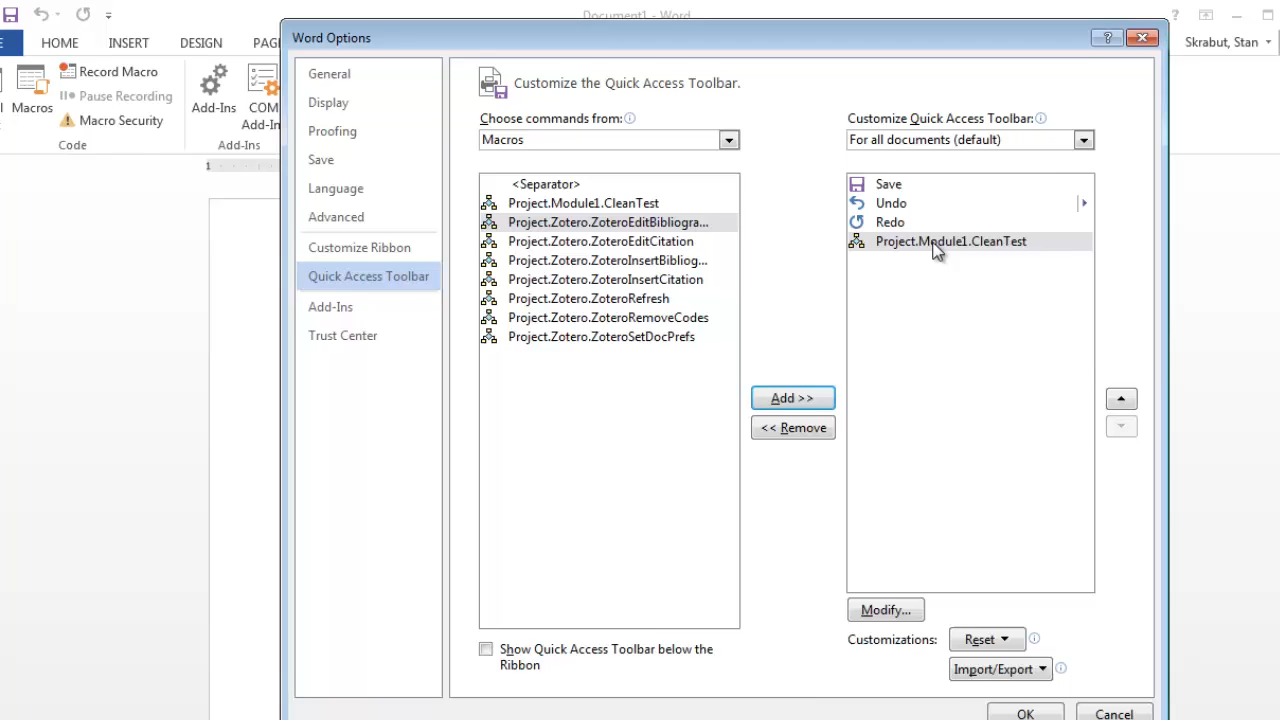 Document1 - Word
HOME
INSERT
DESIGN
Skrabut, Stan
Record Macro
Macros
Pause Recording
Macro Security
Code
Add-Ins
Add-Ins
1
Word Options
General
Display
Proofing
Save
Language
Advanced
Customize Ribbon
Quick Access Toolbar
Add-Ins
Trust Center
Customize the Quick Access Toolbar.
Choose commands from:
Macros
<Separator>
Project.Module1.CleanTest
Project.Zotero.ZoteroEditBibliogra...
Project.Zotero.ZoteroEditCitation
Project.Zotero.ZoteroInsertBibliog...
Project.Zotero.ZoteroInsertCitation
Project.Zotero.ZoteroRefresh
Project.Zotero.ZoteroRemoveCodes
Project.Zotero.ZoteroSetDocPrefs
Add >>
<< Remove
Customize Quick Access Toolbar:
For all documents (default)
Save
Undo
Redo
Project.Module1.CleanTest
Modify...
Customizations:
Reset
Import/Export
Show Quick Access Toolbar below the
Ribbon
OK
Cancel